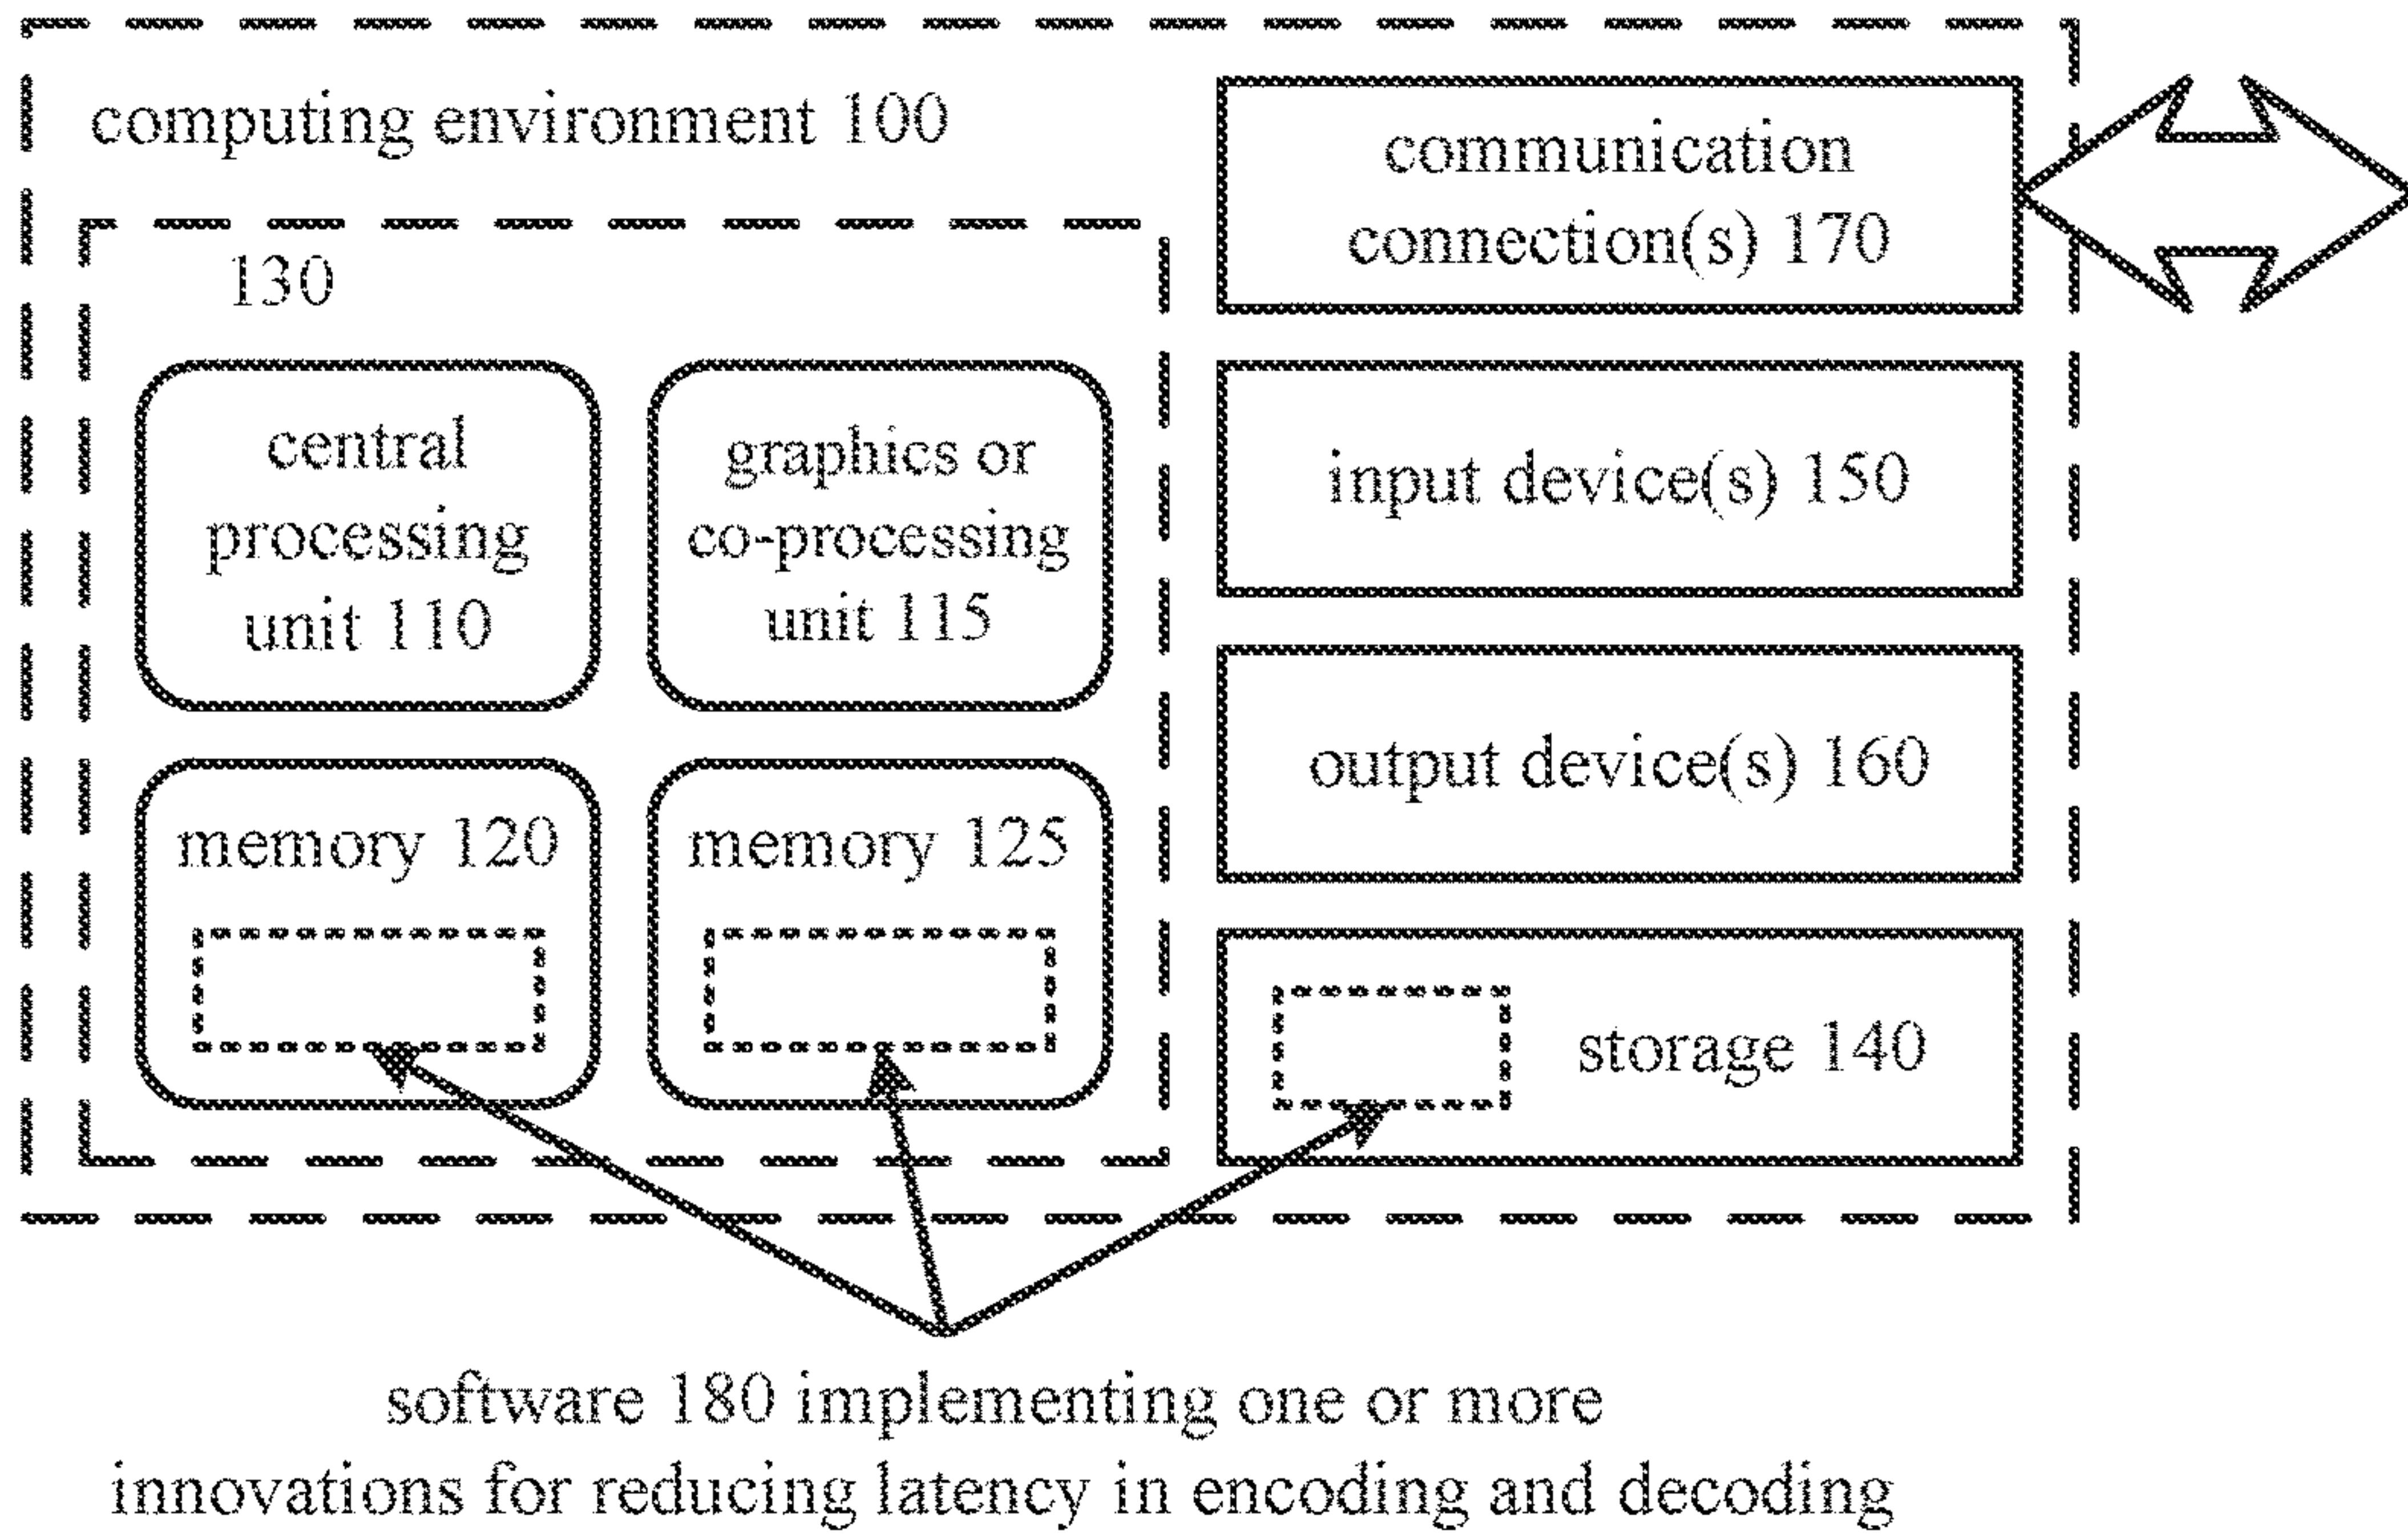 computing environment 100
130
central
processing
unit 110
graphics or
co-processing
unit 115
memory 120
memory 125
communication
connection(s) 170
input device(s) 150
output device(s) 160
storage 140
software 180 implementing one or more
innovations for reducing latency in encoding and decoding